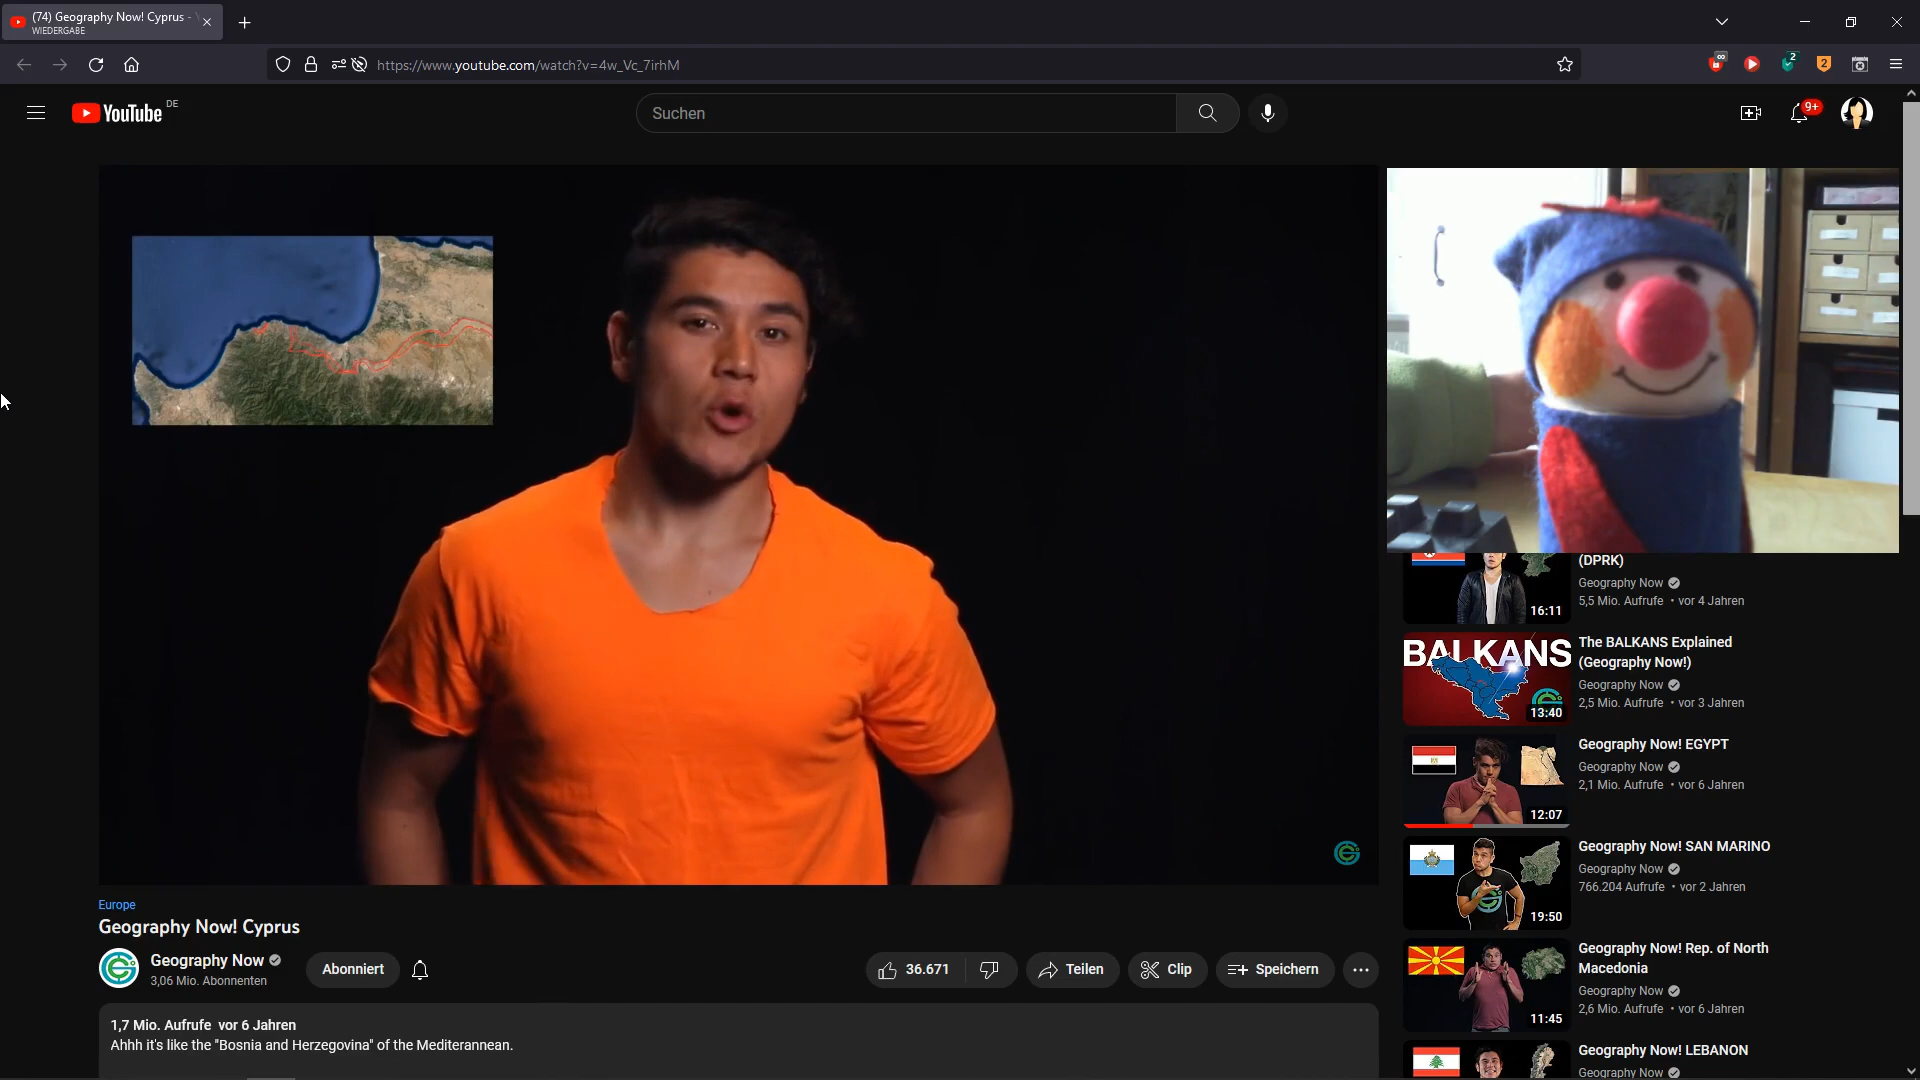 (74) Geography Now! Cyprus -
WIEDERGABE
https://www.youtube.com/watch?v=4w_Vc_7irhM
∞
2
2
YouTube DE
Suchen
9+
(DPRK)
Geography Now
5,5 Mio. Aufrufe • vor 4 Jahren
16:11
BALKANS
13:40
The BALKANS Explained
(Geography Now!)
Geography Now
2,5 Mio. Aufrufe • vor 3 Jahren
12:07
Geography Now! EGYPT
Geography Now
2,1 Mio. Aufrufe • vor 6 Jahren
19:50
Geography Now! SAN MARINO
Geography Now
766.204 Aufrufe • vor 2 Jahren
11:45
Geography Now! Rep. of North
Macedonia
Geography Now
2,6 Mio. Aufrufe • vor 6 Jahren
Geography Now! LEBANON
Geography Now
Europe
Geography Now! Cyprus
Geography Now
3,06 Mio. Abonnenten
Abonniert
36.671
Teilen
Clip
Speichern
1,7 Mio. Aufrufe vor 6 Jahren
Ahhh it's like the "Bosnia and Herzegovina" of the Mediterannean.